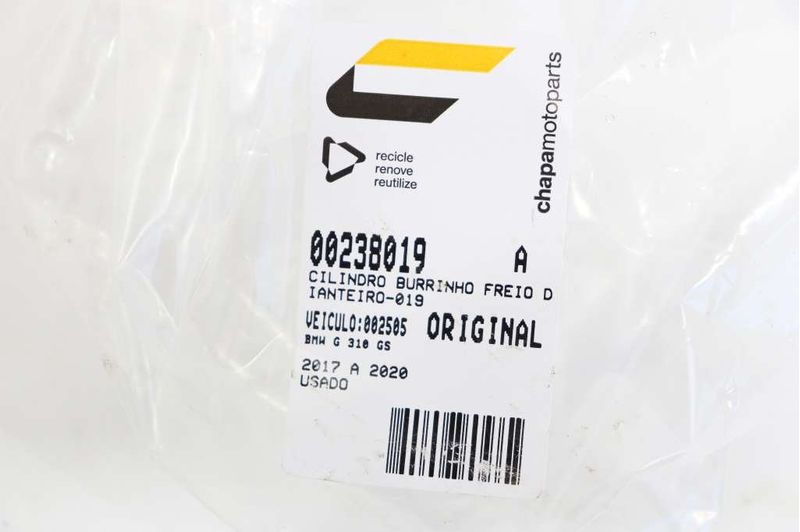 chapamotoparts
recicle
renove
reutilize
00238019 A
CILINDRO BURRINHO FREIO D
IANTEIRO-019
VEICULO:002505 ORIGINAL
BMW G 310 GS
2017 A 2020
USADO